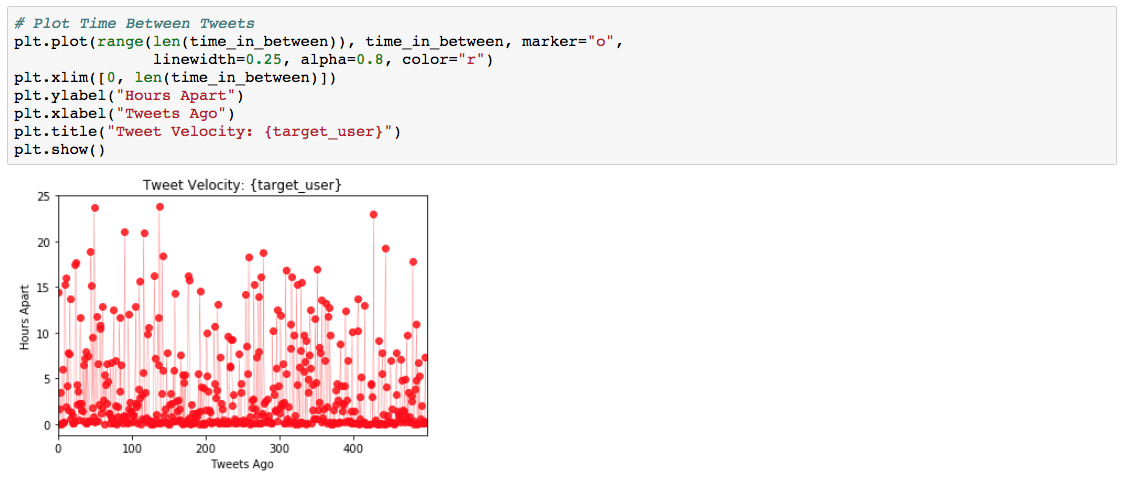 # Plot Time Between Tweets
plt.plot(range(len(time_in_between)), time_in_between, marker="o",
linewidth=0.25, alpha=0.8, color="r")
plt.xlim([0, len(time_in_between)])
plt.ylabel("Hours Apart")
plt.xlabel("Tweets Ago")
plt.title("Tweet Velocity: {target_user}")
plt.show()
Tweet Velocity: {target_user}
25
20
15
10
5
0
Hours Apart
0 100 200 300 400
Tweets Ago